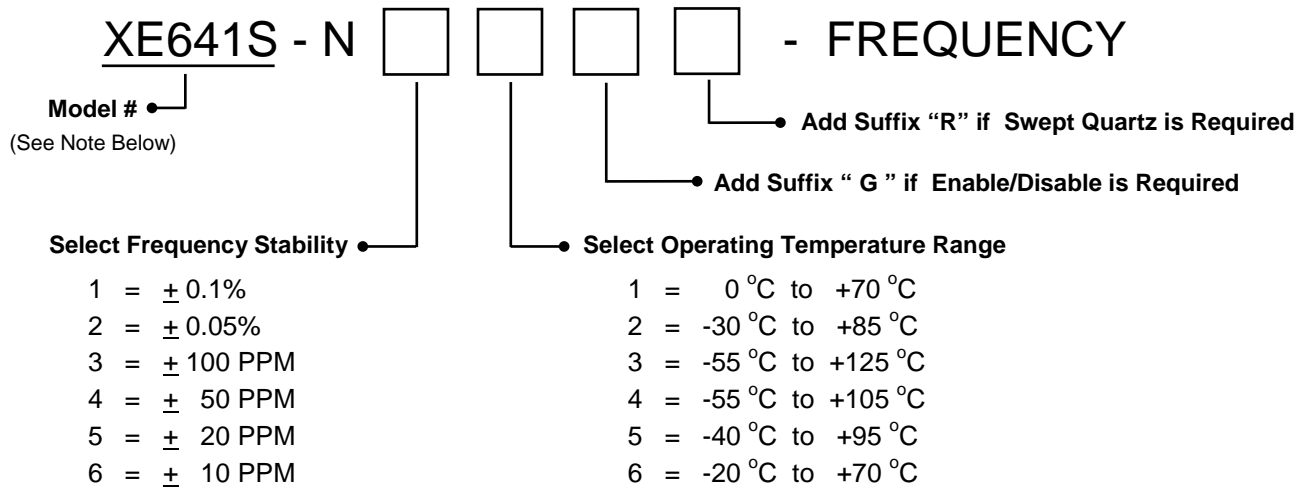 XE641S - N - FREQUENCY
Model #
(See Note Below)
Add Suffix “R” if Swept Quartz is Required
Add Suffix “ G ” if Enable/Disable is Required
Select Frequency Stability
1 = ± 0.1%
2 = ± 0.05%
3 = ± 100 PPM
4 = ± 50 PPM
5 = ± 20 PPM
6 = ± 10 PPM
Select Operating Temperature Range
1 = 0 °C to +70 °C
2 = -30 °C to +85 °C
3 = -55 °C to +125 °C
4 = -55 °C to +105 °C
5 = -40 °C to +95 °C
6 = -20 °C to +70 °C